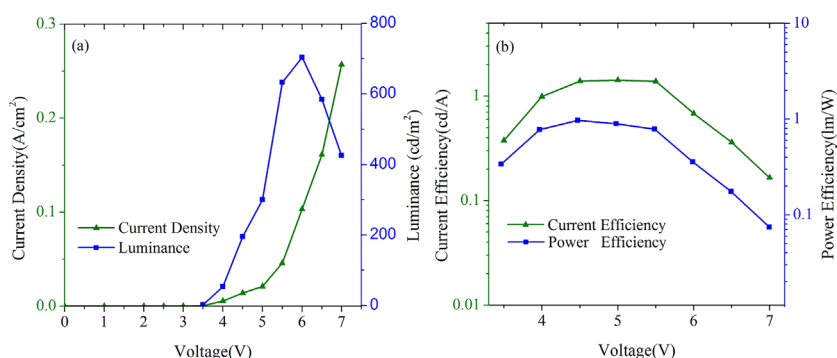 (a)
0.3
0.2
0.1
0.0
Current Density(A/cm²)
800
600
400
200
0
Luminance (cd/m²)
Current Density
Luminance
0 1 2 3 4 5 6 7
Voltage(V)
(b)
1
0.1
0.01
Current Efficiency(cd/A)
10
1
0.1
Power Efficiency(lm/W)
Current Efficiency
Power Efficiency
4 5 6 7
Voltage(V)